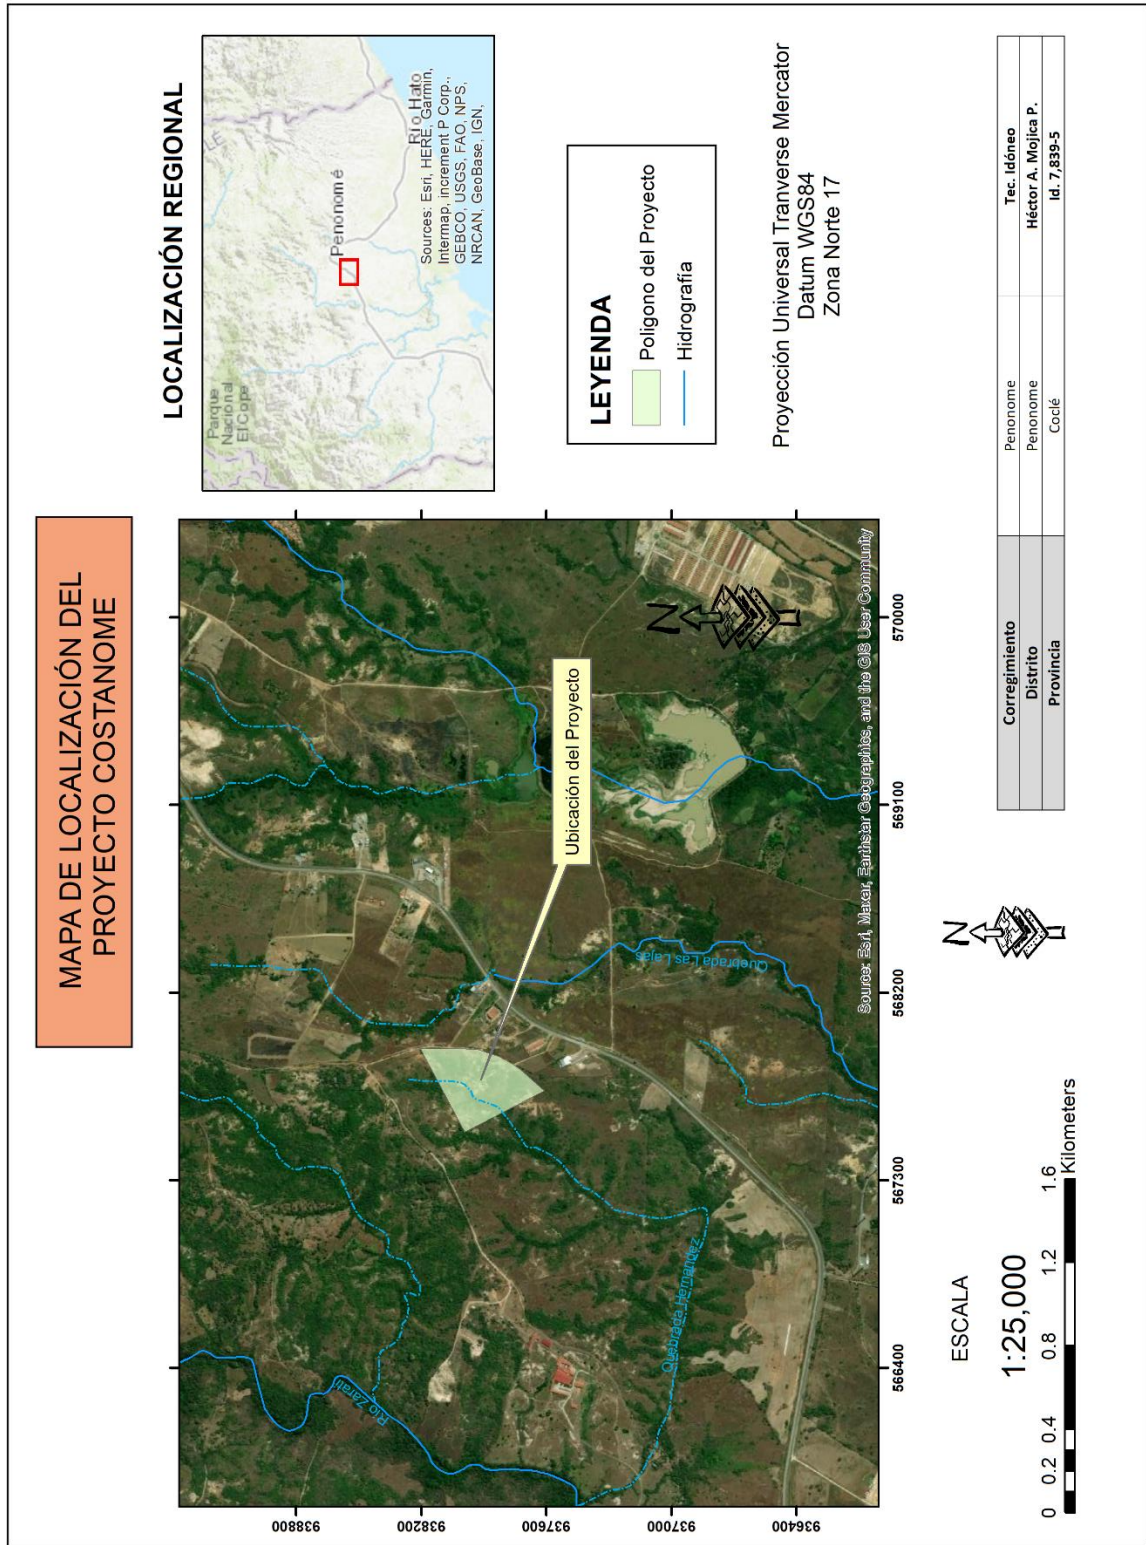 MAPA DE LOCALIZACIÓN DEL
PROYECTO COSTANOME
LOCALIZACIÓN REGIONAL
Parque
Nacional
El Cope
Penonomé
Río Hato
LE
Sources: Esri, HERE, Garmin,
Intermap, increment P Corp.,
GEBCO, USGS, FAO, NPS,
NRCAN, GeoBase, IGN,
LEYENDA
Poligono del Proyecto
Hidrografía
Proyección Universal Tranverse Mercator
Datum WGS84
Zona Norte 17
938800
938200
937600
937000
936400
566400
567300
568200
569100
570000
Río Zaratí
Quebrada Hernandez
Quebrada Las Lajas
Ubicación del Proyecto
N
Source: Esri, Maxar, Earthstar Geographics, and the GIS User Community
ESCALA
1:25,000
0 0.2 0.4 0.8 1.2 1.6
Kilometers
N
Corregimiento Penonome Tec. Idóneo
Distrito Penonome Héctor A. Mojica P.
Provincia Coclé Id. 7,839-5